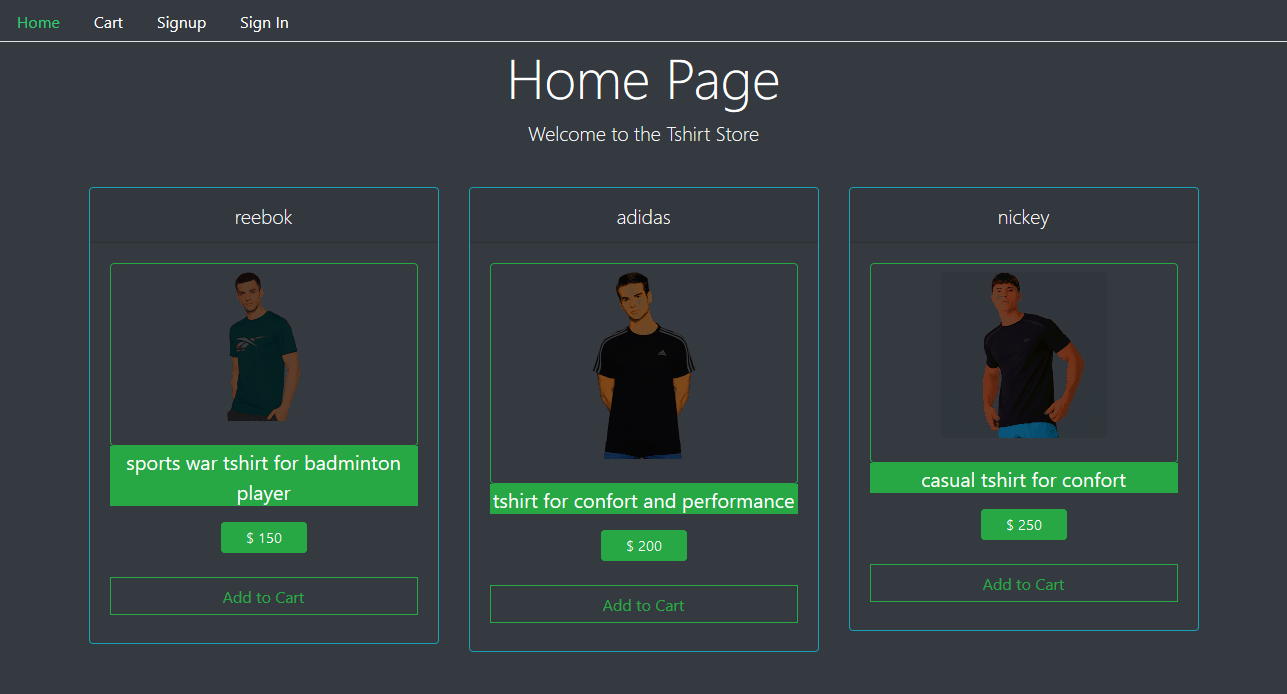 Home Cart Signup Sign In
Home Page
Welcome to the Tshirt Store
reebok
sports war tshirt for badminton
player
$ 150
Add to Cart
adidas
tshirt for confort and performance
$ 200
Add to Cart
nickey
casual tshirt for confort
$ 250
Add to Cart